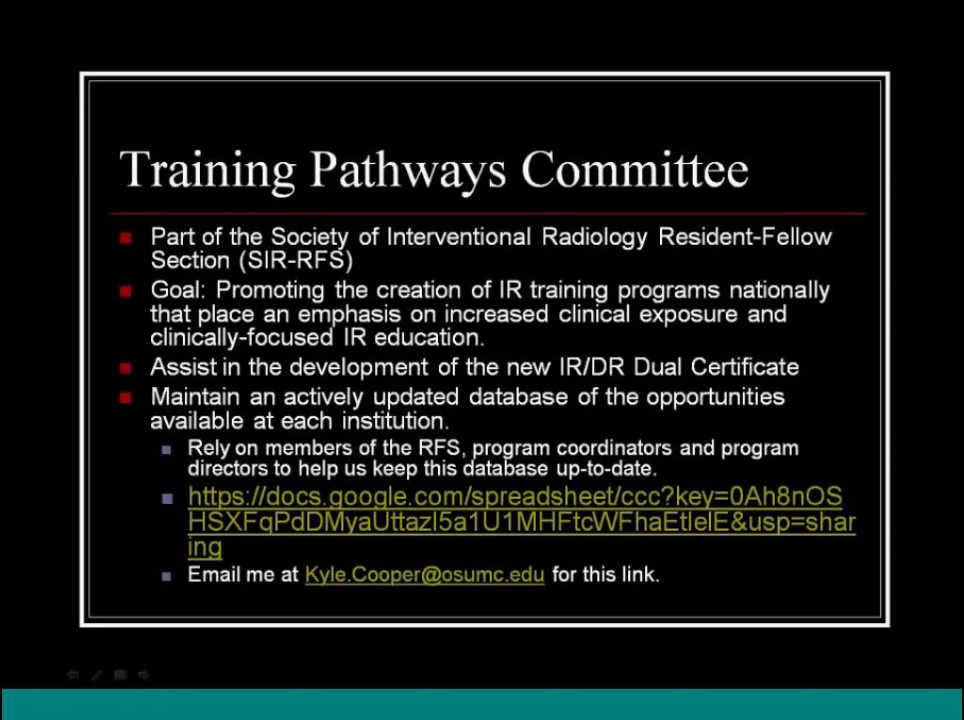 Training Pathways Committee
Part of the Society of Interventional Radiology Resident-Fellow
Section (SIR-RFS)
Goal: Promoting the creation of IR training programs nationally
that place an emphasis on increased clinical exposure and
clinically-focused IR education.
Assist in the development of the new IR/DR Dual Certificate
Maintain an actively updated database of the opportunities
available at each institution.
Rely on members of the RFS, program coordinators and program
directors to help us keep this database up-to-date.
https://docs.google.com/spreadsheet/ccc?key=0Ah8nOS
HSXFqPdDMyaUttazl5a1U1MHFtcWFhaEtleIE&usp=shar
ing
Email me at Kyle.Cooper@osumc.edu for this link.